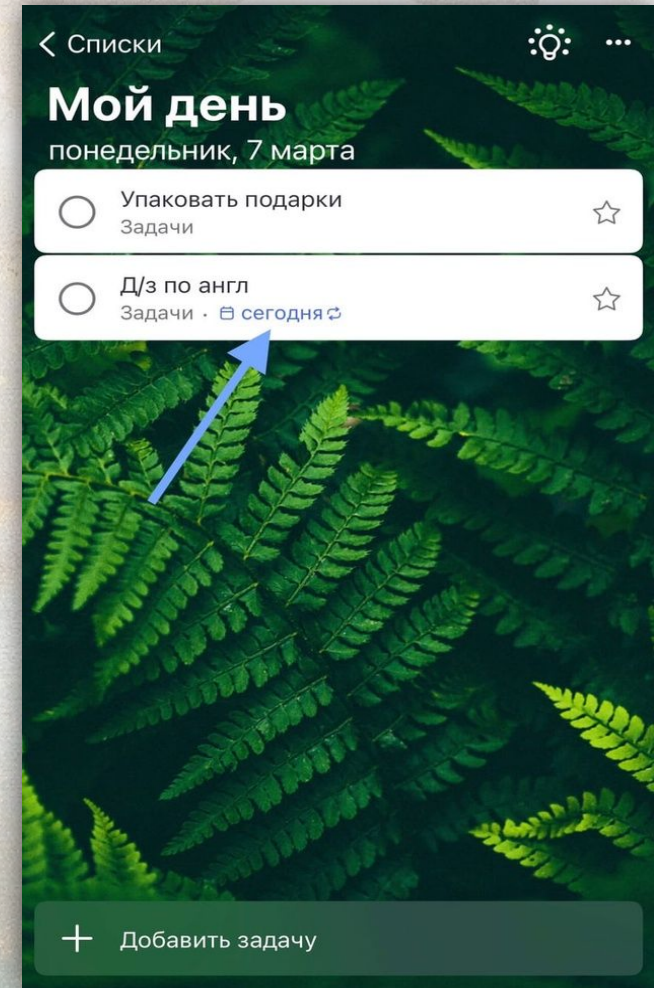 Списки
Мой день
понедельник, 7 марта
Упаковать подарки
Задачи
Д/з по англ
Задачи · сегодня
Добавить задачу